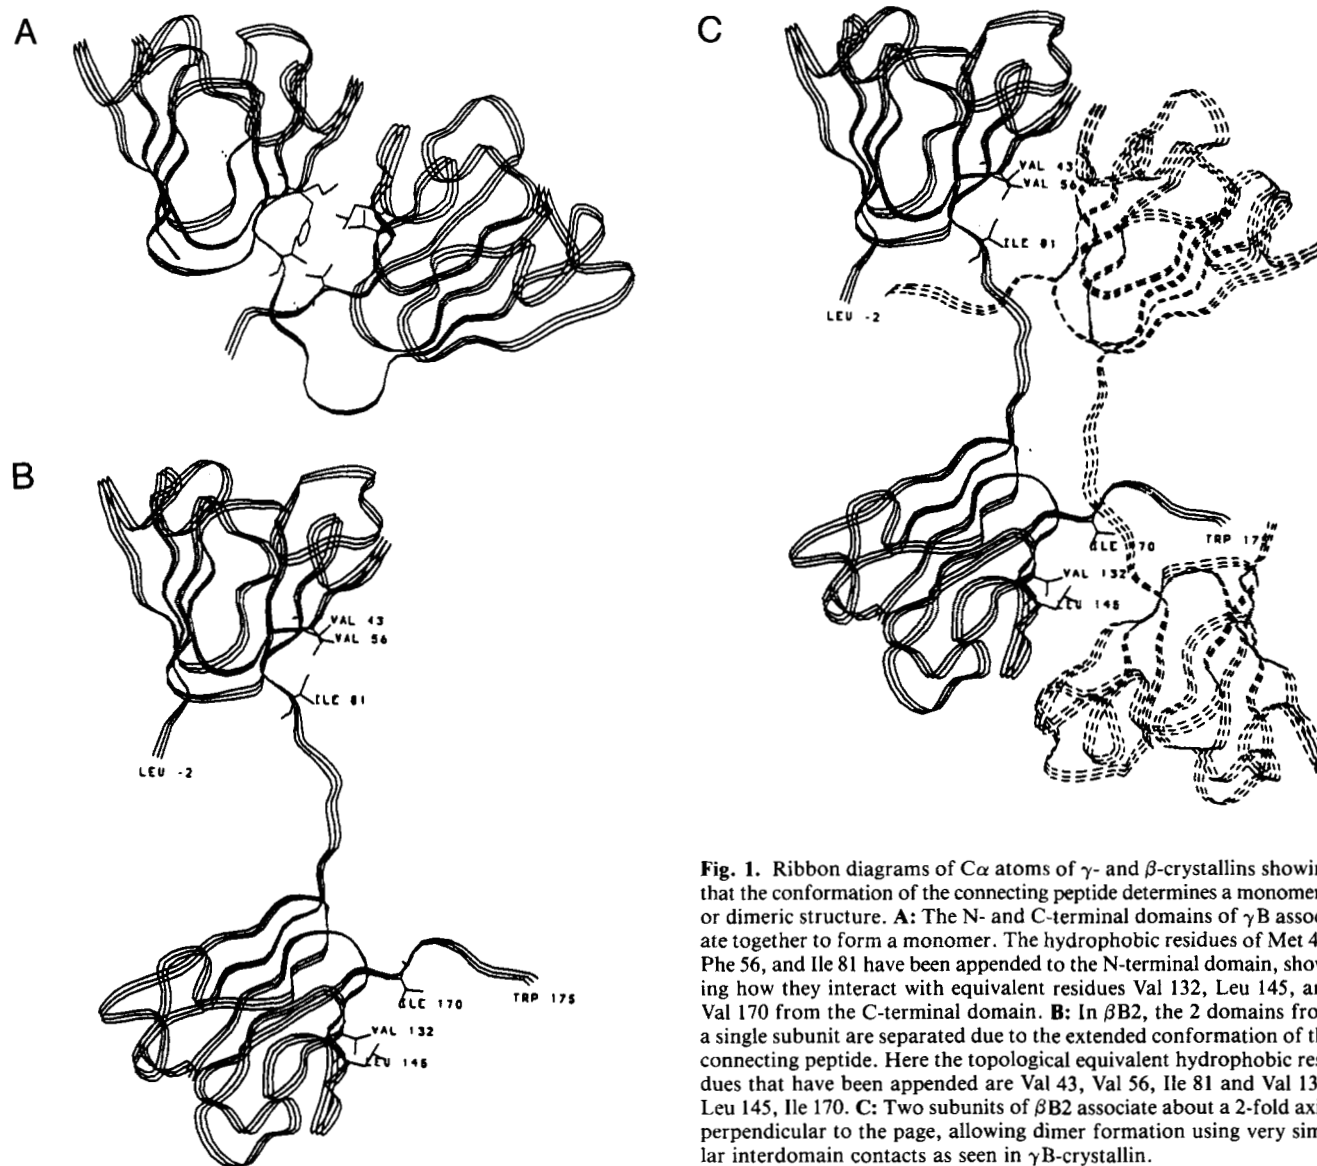 A
VAL 43
VAL 56
ILE 81
LEU -2
C
VAL 43
VAL 56
ILE 81
LEU -2
TRP 17
VAL 132
LEU 145
B
ILE 170
TRP 175
VAL 132
LEU 145
Fig. 1. Ribbon diagrams of Cα atoms of γ- and β-crystallins showin
that the conformation of the connecting peptide determines a monomer
or dimeric structure. A: The N- and C-terminal domains of γB assoc
ate together to form a monomer. The hydrophobic residues of Met 4
Phe 56, and Ile 81 have been appended to the N-terminal domain, show
ing how they interact with equivalent residues Val 132, Leu 145, an
Val 170 from the C-terminal domain. B: In βB2, the 2 domains fro
a single subunit are separated due to the extended conformation of th
connecting peptide. Here the topological equivalent hydrophobic res
dues that have been appended are Val 43, Val 56, Ile 81 and Val 13
Leu 145, Ile 170. C: Two subunits of βB2 associate about a 2-fold axi
perpendicular to the page, allowing dimer formation using very sim
lar interdomain contacts as seen in γB-crystallin.